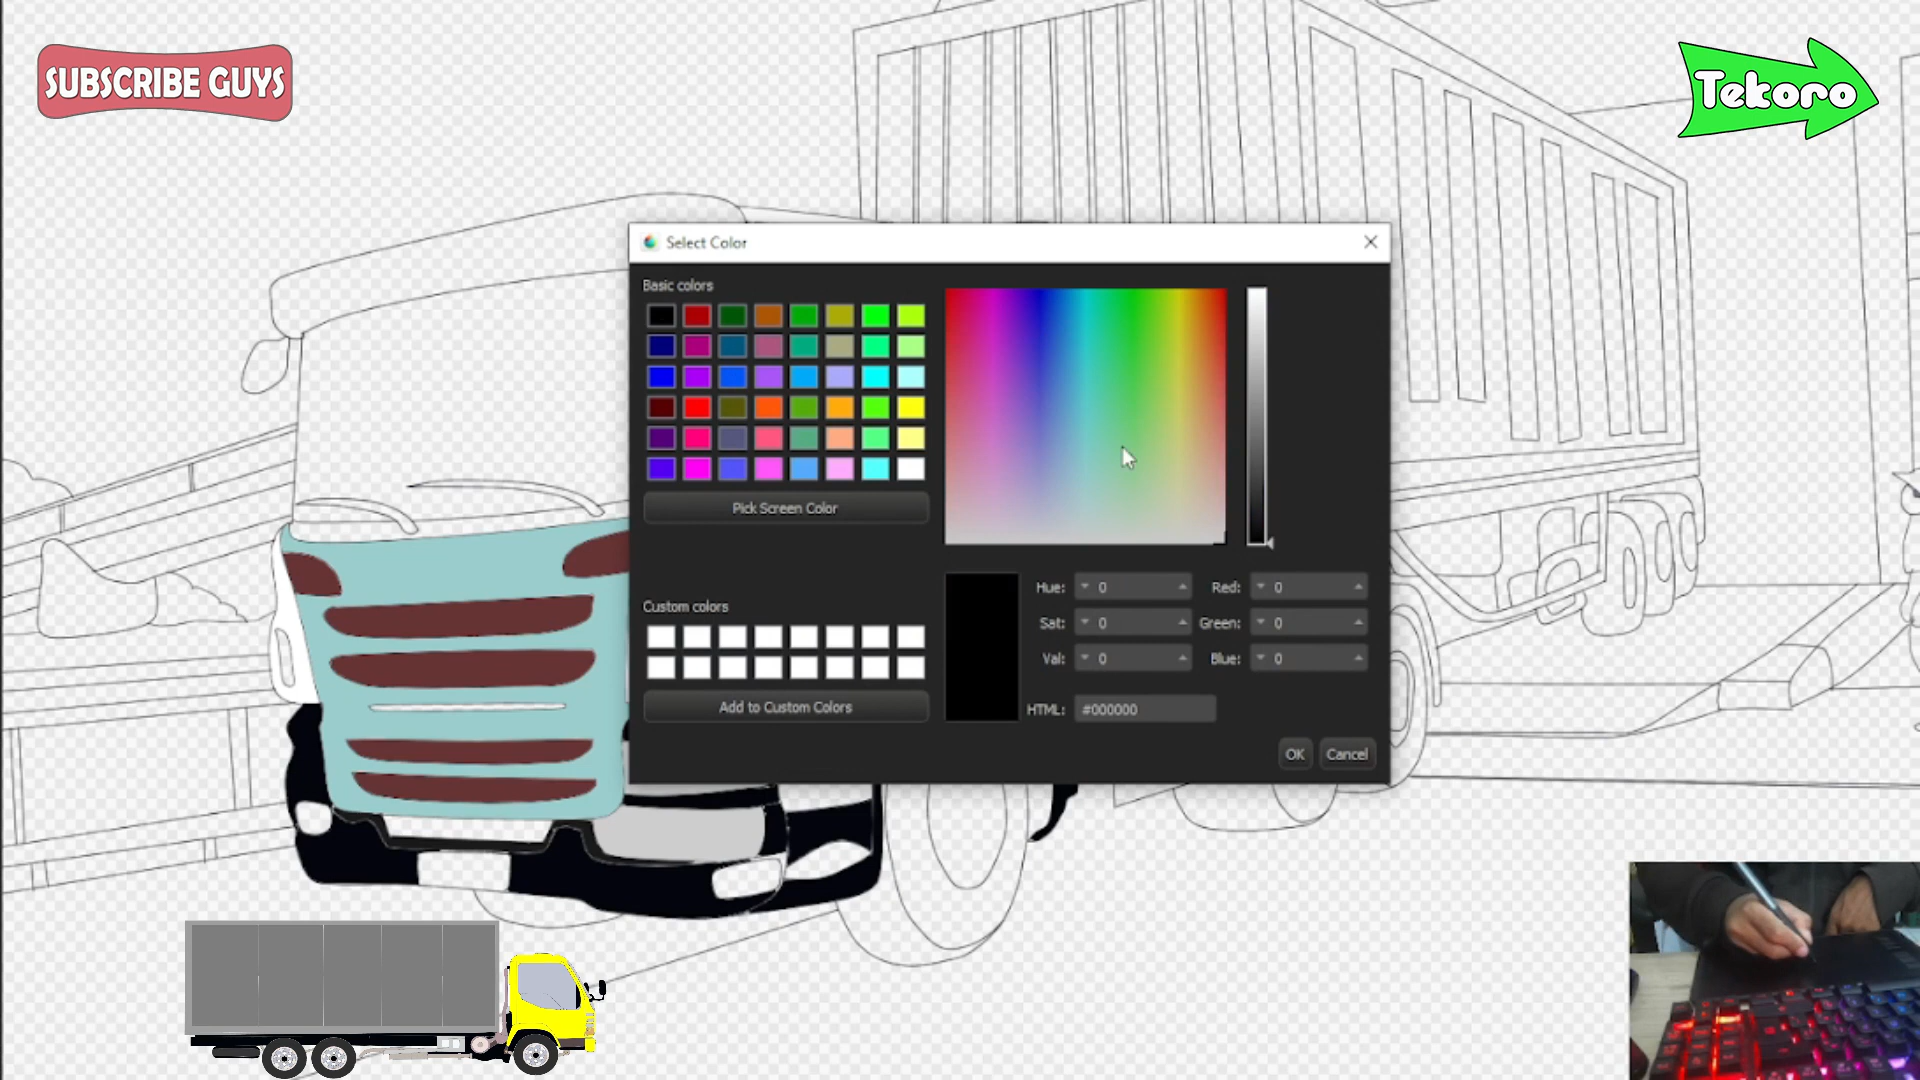 SUBSCRIBE GUYS
Tekoro
Select Color
Basic colors
Pick Screen Color
Custom colors
Add to Custom Colors
Hue: 0 Red: 0
Sat: 0 Green: 0
Val: 0 Blue: 0
HTML: #000000
OK Cancel